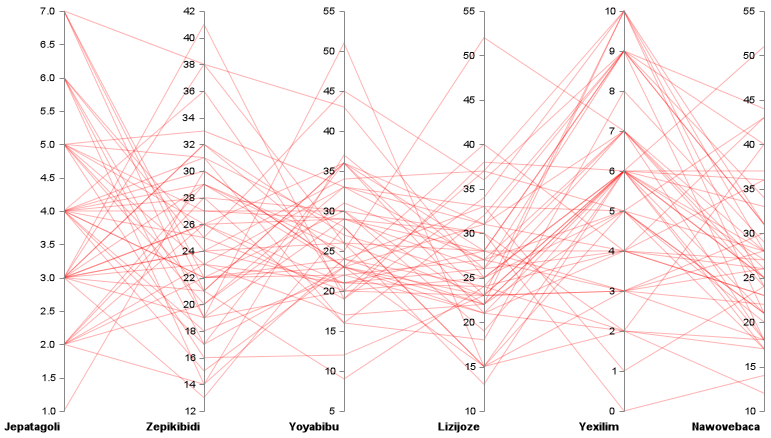 7.0 42 55 55 10 55
6.5 40 50 50 9 50
6.0 38 45 45 8 45
5.5 36 40 40 7 40
5.0 34 35 35 6 35
4.5 32 30 30 5 30
4.0 30 25 25 4 25
3.5 28 20 20 3 20
3.0 26 15 15 2 15
2.5 24 10 10 1 10
2.0 22 5 0
1.5 20
1.0 18
16
14
12
Jepatagoli Zepikibidi Yoyabibu Lizijoze Yexilim Nawovebaca